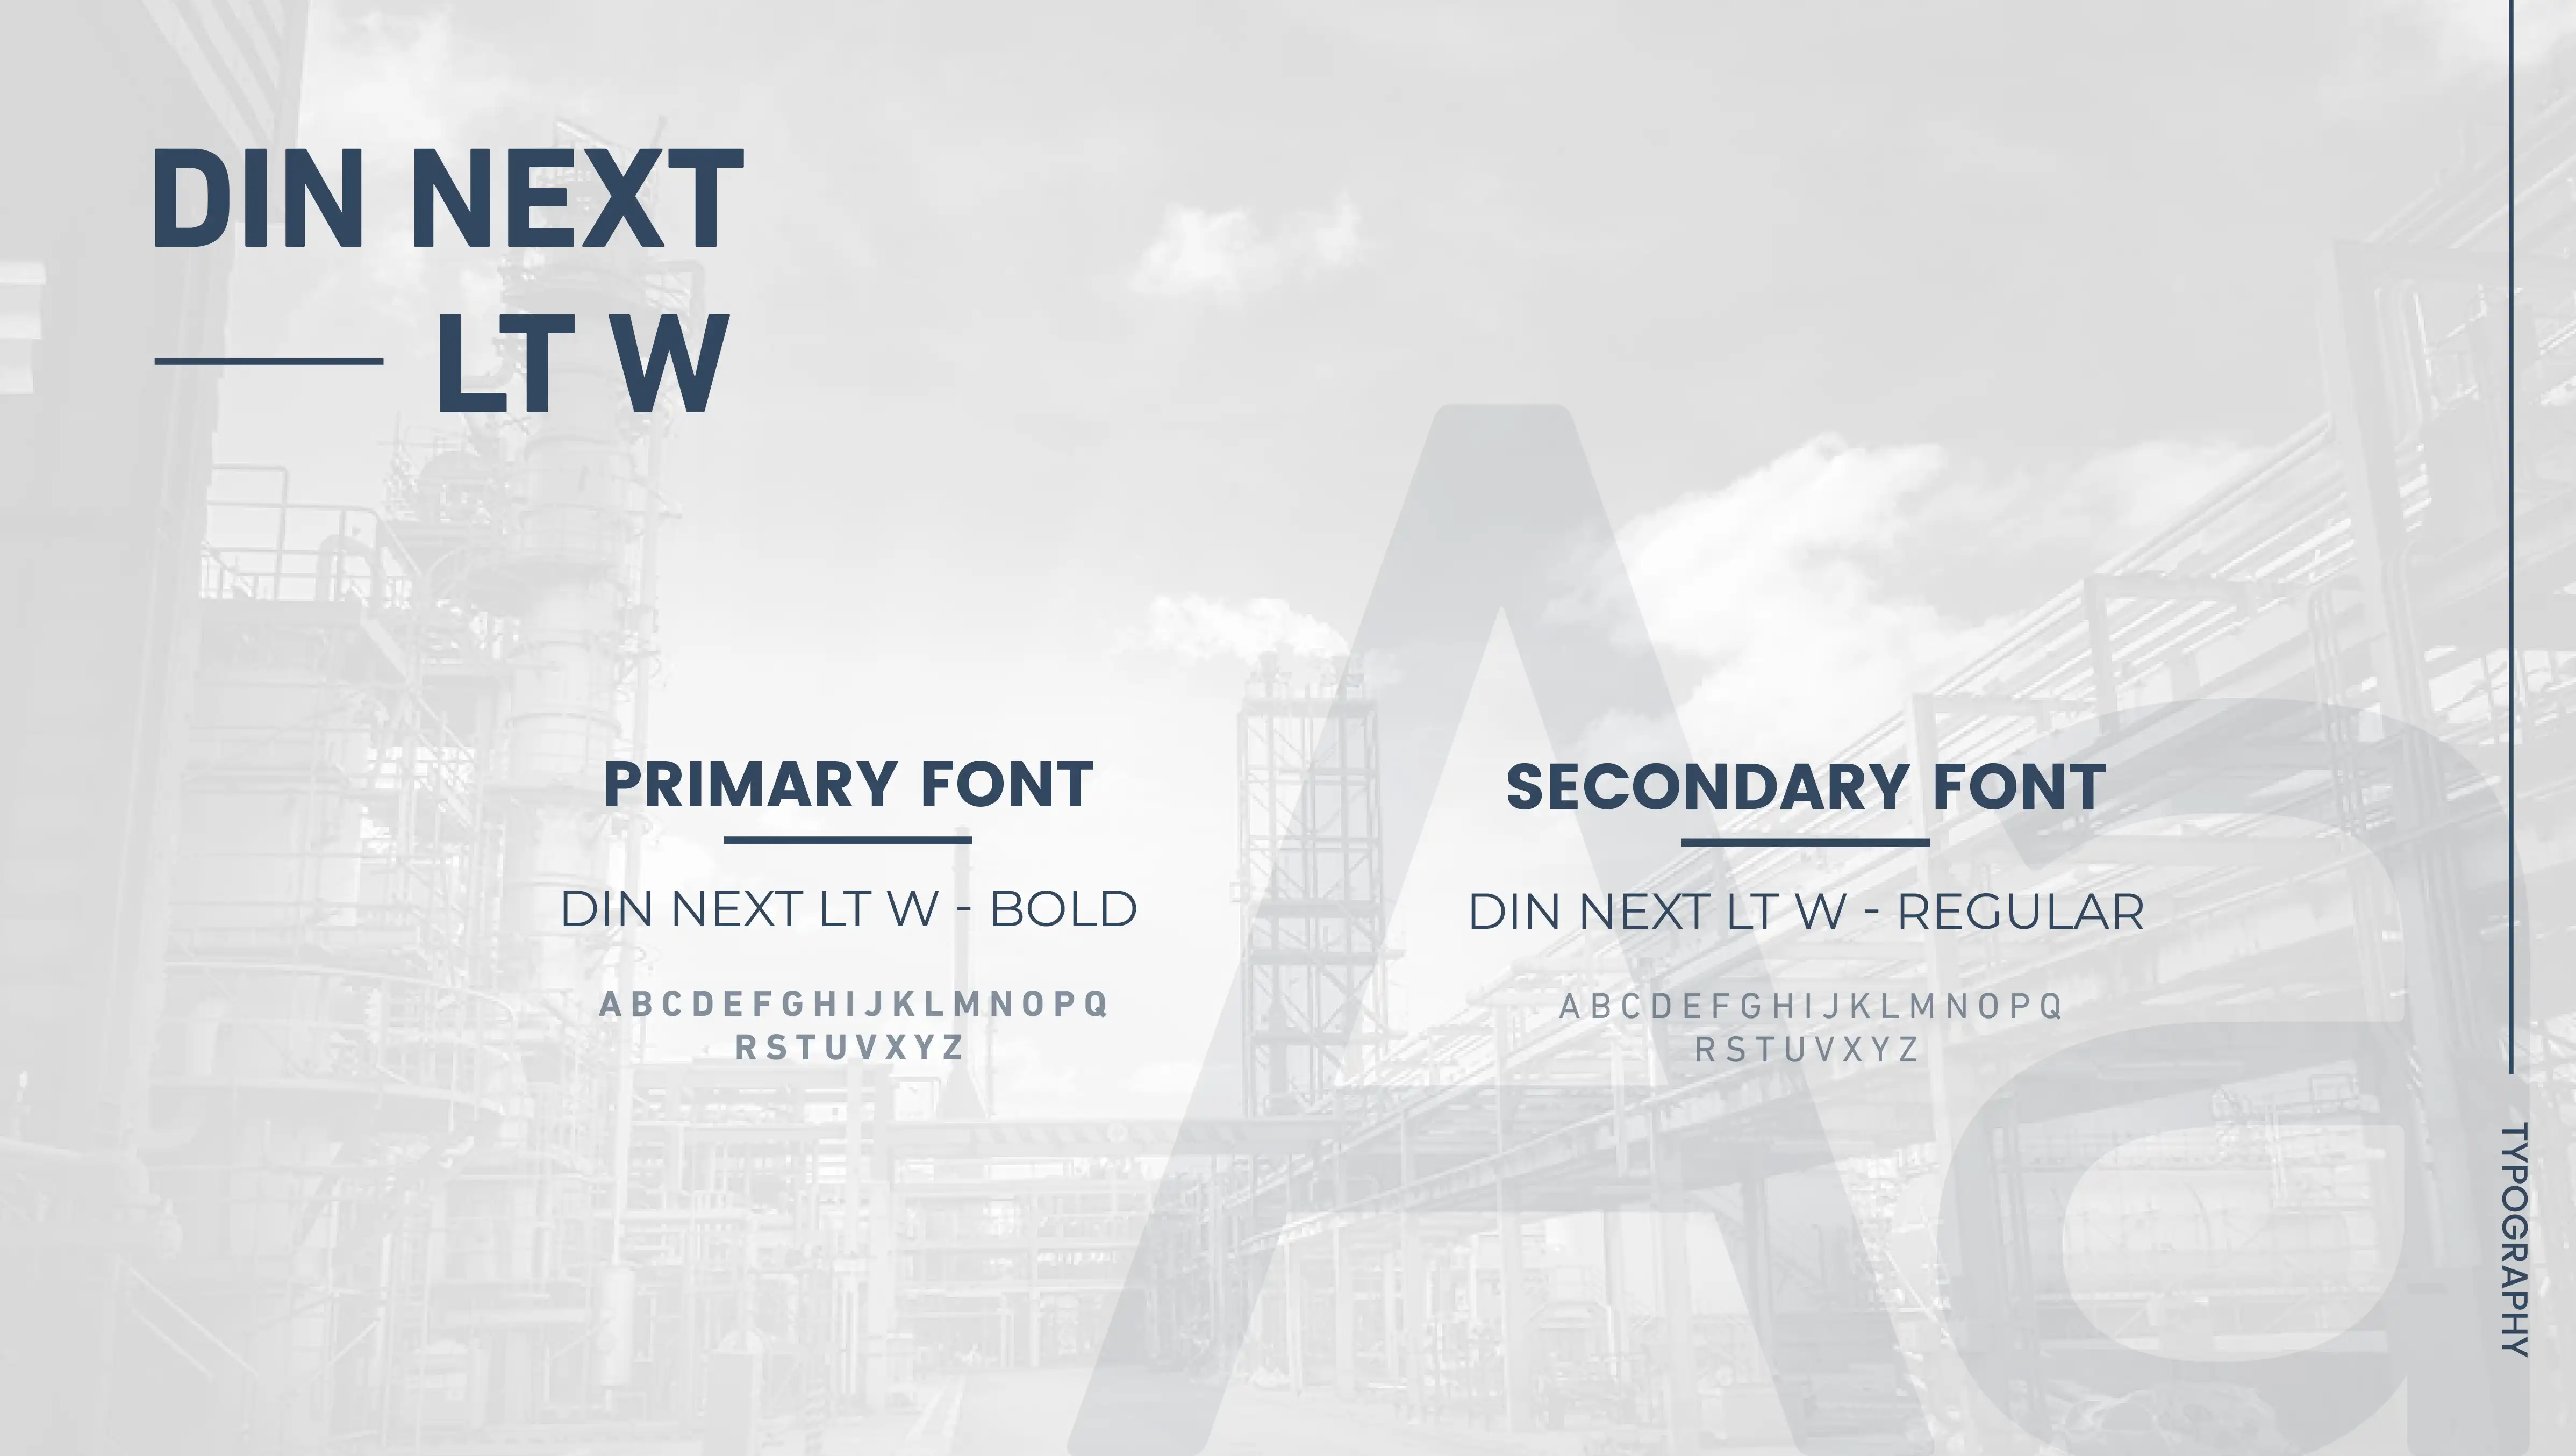 DIN NEXT
LT W
PRIMARY FONT
DIN NEXT LT W - BOLD
A B C D E F G H I J K L M N O P Q
R S T U V X Y Z
SECONDARY FONT
DIN NEXT LT W - REGULAR
A B C D E F G H I J K L M N O P Q
R S T U V X Y Z
Aa
TYPOGRAPHY